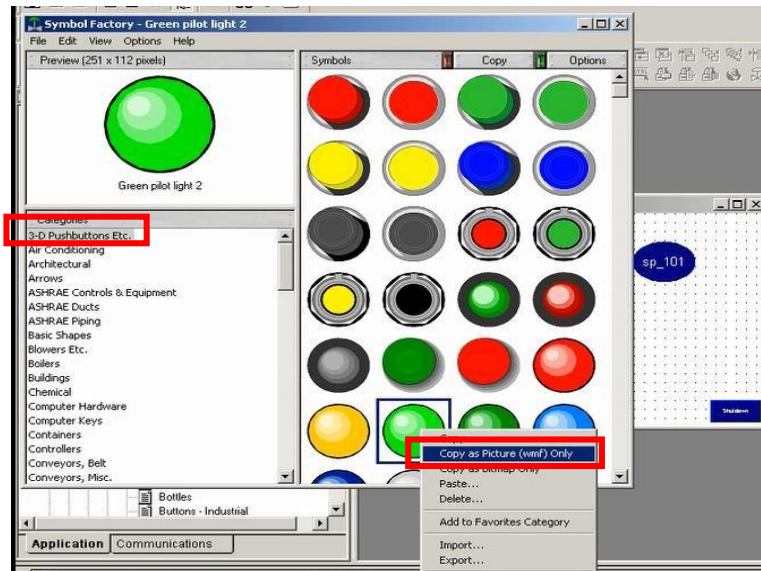 Symbol Factory - Green pilot light 2
File Edit View Options Help
Preview (251 x 112 pixels)
Green pilot light 2
Symbols
Copy
Options
Categories
3-D Pushbuttons Etc.
Air Conditioning
Architectural
Arrows
ASHRAE Controls & Equipment
ASHRAE Ducts
ASHRAE Piping
Basic Shapes
Blowers Etc.
Boilers
Buildings
Chemical
Computer Hardware
Computer Keys
Containers
Controllers
Conveyors, Belt
Conveyors, Misc.
Copy as Picture (wmf) Only
Copy as Bitmap Only
Paste...
Delete...
Add to Favorites Category
Import...
Export...
sp_101
Shutdown
Bottles
Buttons - Industrial
Application
Communications